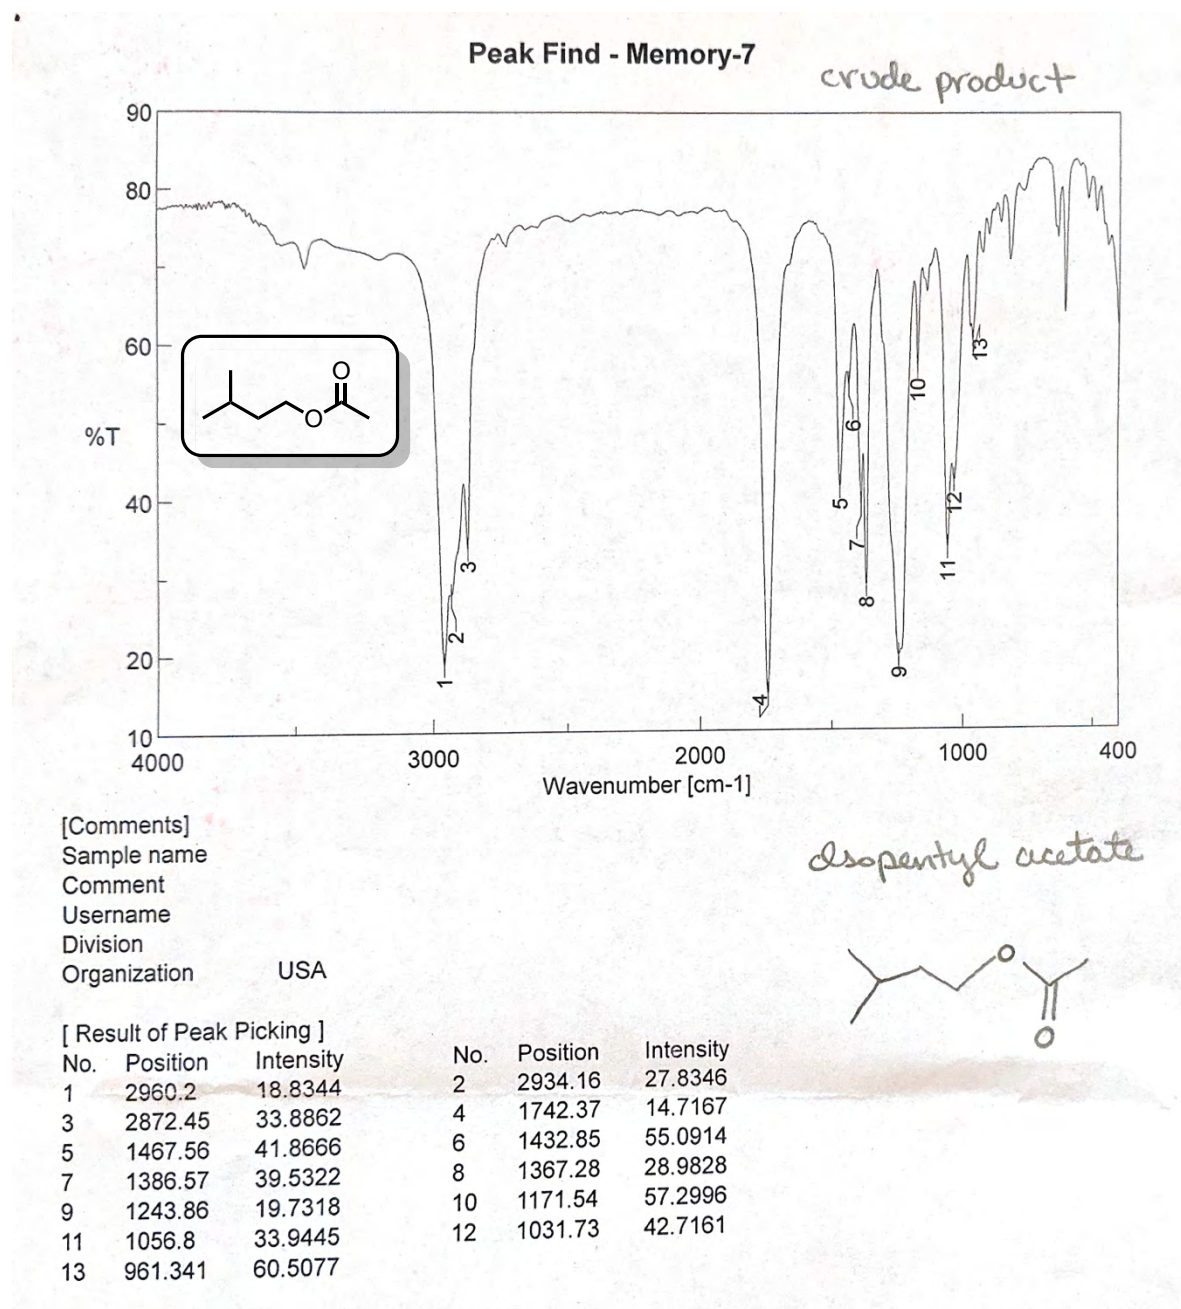 Peak Find - Memory-7
crude product
90
80
60
%T
40
20
10
O
O
1
2
3
4
5
6
7
8
9
10
11
12
13
4000 3000 2000 1000 400
Wavenumber [cm-1]
[Comments]
Sample name
Comment
Username
Division
Organization USA
isopentyl acetate
O
O
[ Result of Peak Picking ]
No. Position Intensity No. Position Intensity
1 2960.2 18.8344 2 2934.16 27.8346
3 2872.45 33.8862 4 1742.37 14.7167
5 1467.56 41.8666 6 1432.85 55.0914
7 1386.57 39.5322 8 1367.28 28.9828
9 1243.86 19.7318 10 1171.54 57.2996
11 1056.8 33.9445 12 1031.73 42.7161
13 961.341 60.5077